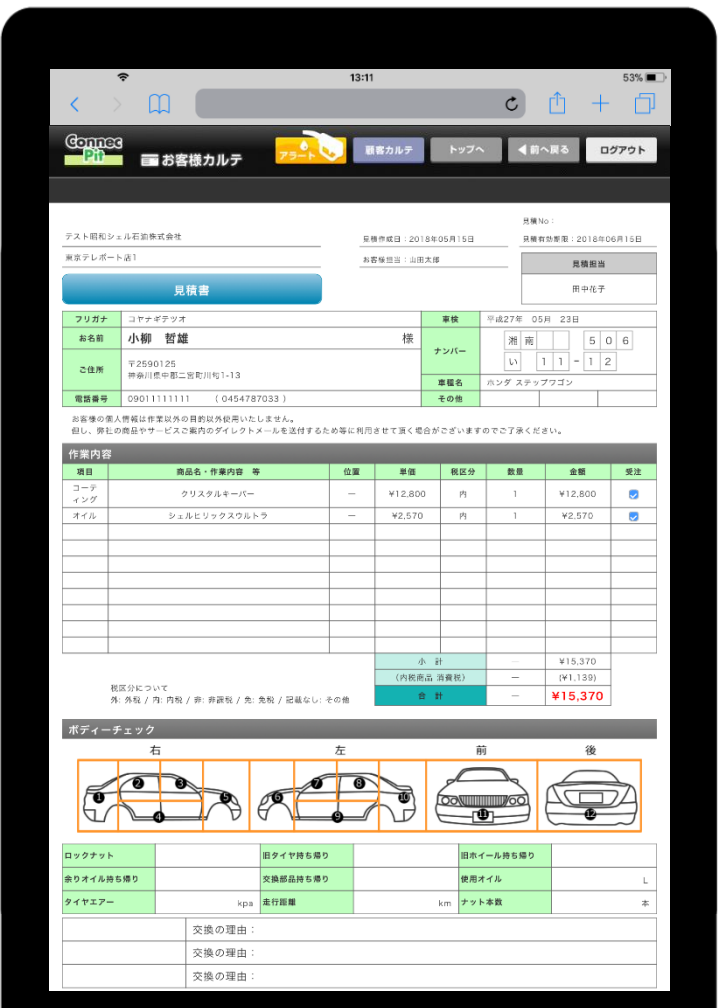 13:11
53%
Connec Pit
お客様カルテ
アラート
顧客カルテ
トップへ
◀前へ戻る
ログアウト
見積No：
テスト昭和シェル石油株式会社
見積作成日：2018年05月15日
見積有効期限：2018年06月15日
東京テレポート店1
お客様担当：山田太郎
見積担当
見積書
田中花子
フリガナ コヤナギテツオ 車検 平成27年 05月 23日
お名前 小柳 哲雄 様 ナンバー 湘 南 5 0 6
い 1 1 - 1 2
ご住所 〒2590125
神奈川県中郡二宮町川匂1-13
車種名 ホンダ ステップワゴン
電話番号 09011111111 （ 0454787033 ） その他
お客様の個人情報は作業以外の目的以外使用いたしません。
但し、弊社の商品やサービスご案内のダイレクトメールを送付するため等に利用させて頂く場合がございますのでご了承ください。
作業内容
項目 商品名・作業内容 等 位置 単価 税区分 数量 金額 受注
コーティング クリスタルキーパー ー ¥12,800 内 1 ¥12,800
オイル シェルヒリックスウルトラ ー ¥2,570 内 1 ¥2,570
小 計 ー ¥15,370
（内税商品 消費税） ー (¥1,139)
合 計 ー ¥15,370
税区分について
外: 外税 / 内: 内税 / 非: 非課税 / 免: 免税 / 記載なし: その他
ボディーチェック
右 左 前 後
❶ ❷ ❸ ❹ ❺ ❻ ❼ ❽ ❾ ❿ ⓫ ⓬
ロックナット 旧タイヤ持ち帰り 旧ホイール持ち帰り
余りオイル持ち帰り 交換部品持ち帰り 使用オイル L
タイヤエアー kpa 走行距離 km ナット本数 本
交換の理由：
交換の理由：
交換の理由：